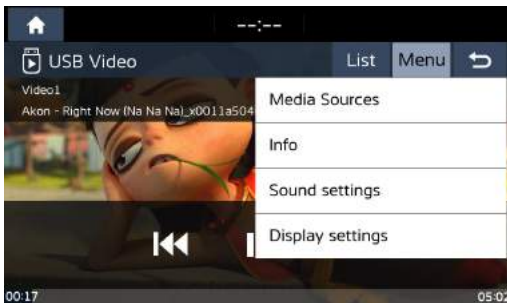 --:--
USB Video
List
Menu
Video1
Akon - Right Now (Na Na Na)_x0011a504
Media Sources
Info
Sound settings
Display settings
00:17
05:02